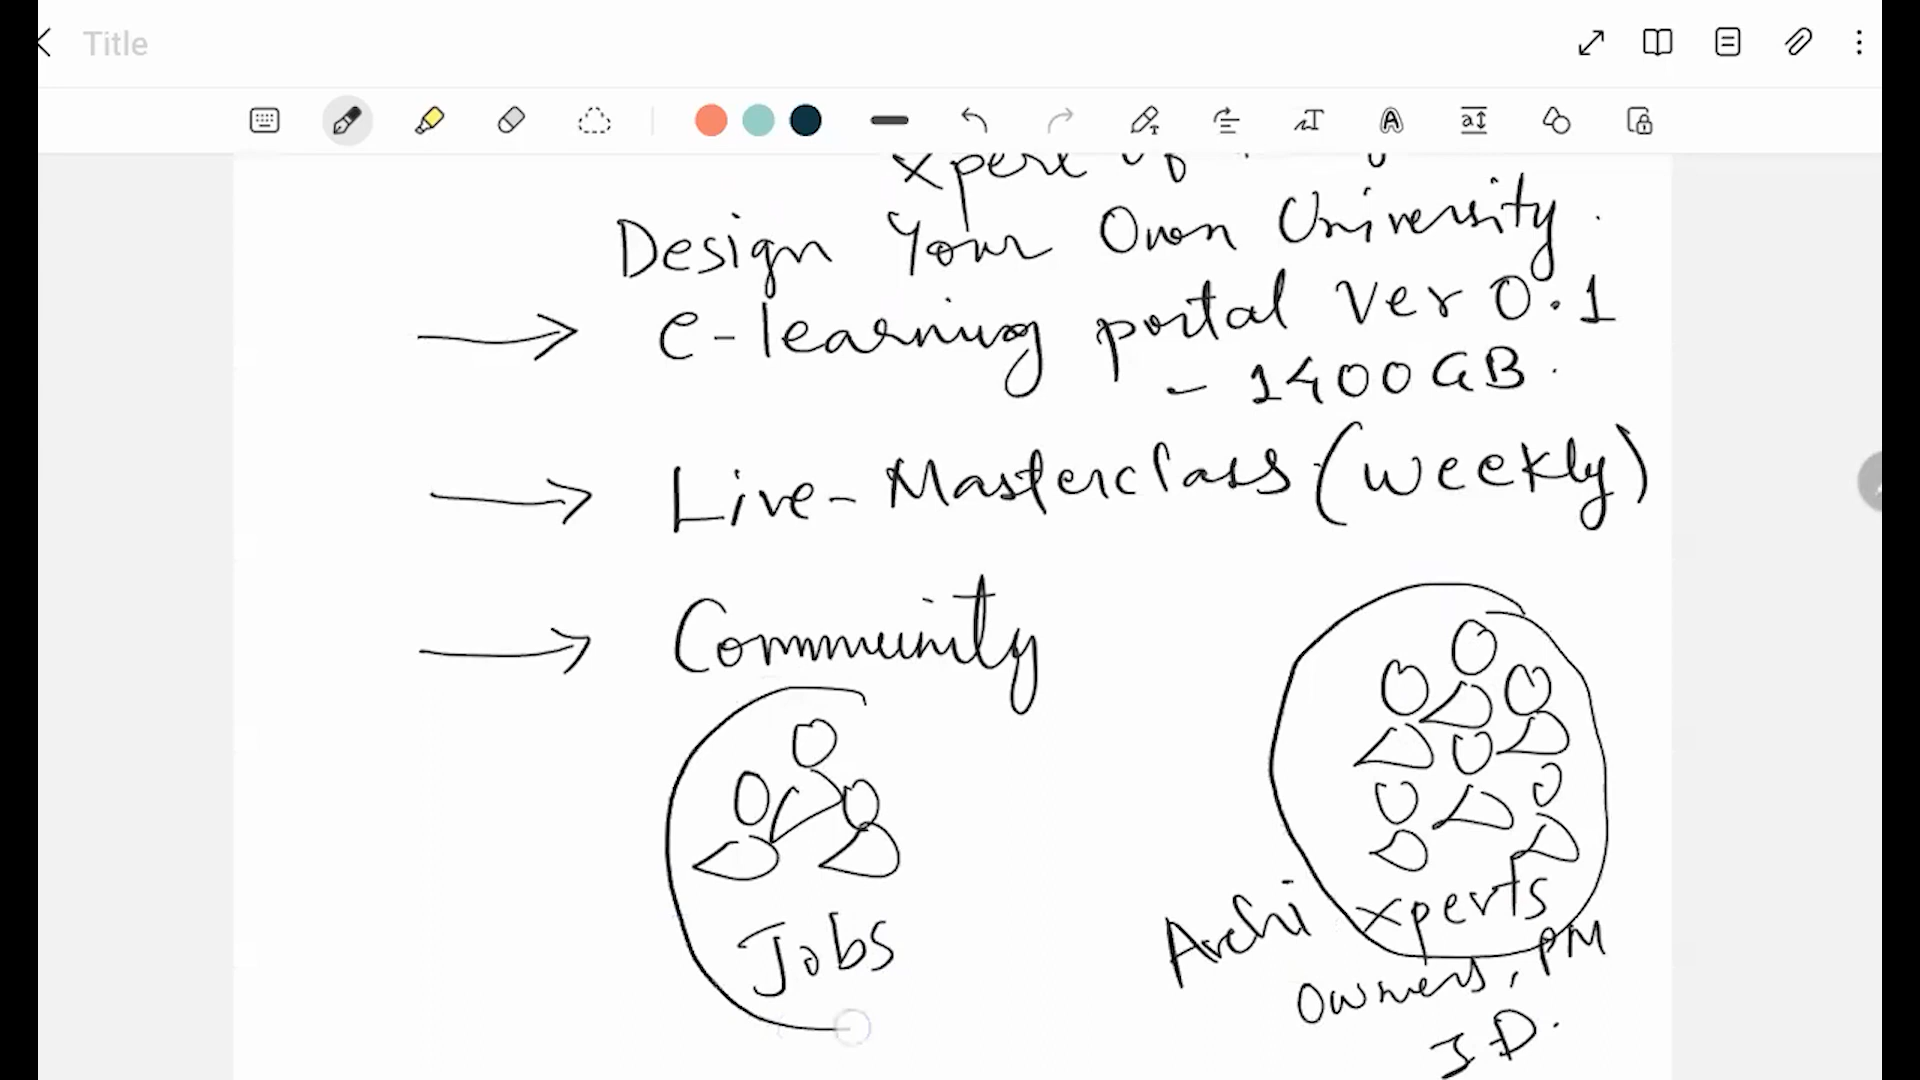 Title
Xpert
Design Your Own University.
→ e-learning portal Ver 0.1
- 1400 GB.
→ Live-Masterclass (weekly)
→ Community
Jobs
Archi Xperts
Owners, PM
I.D.